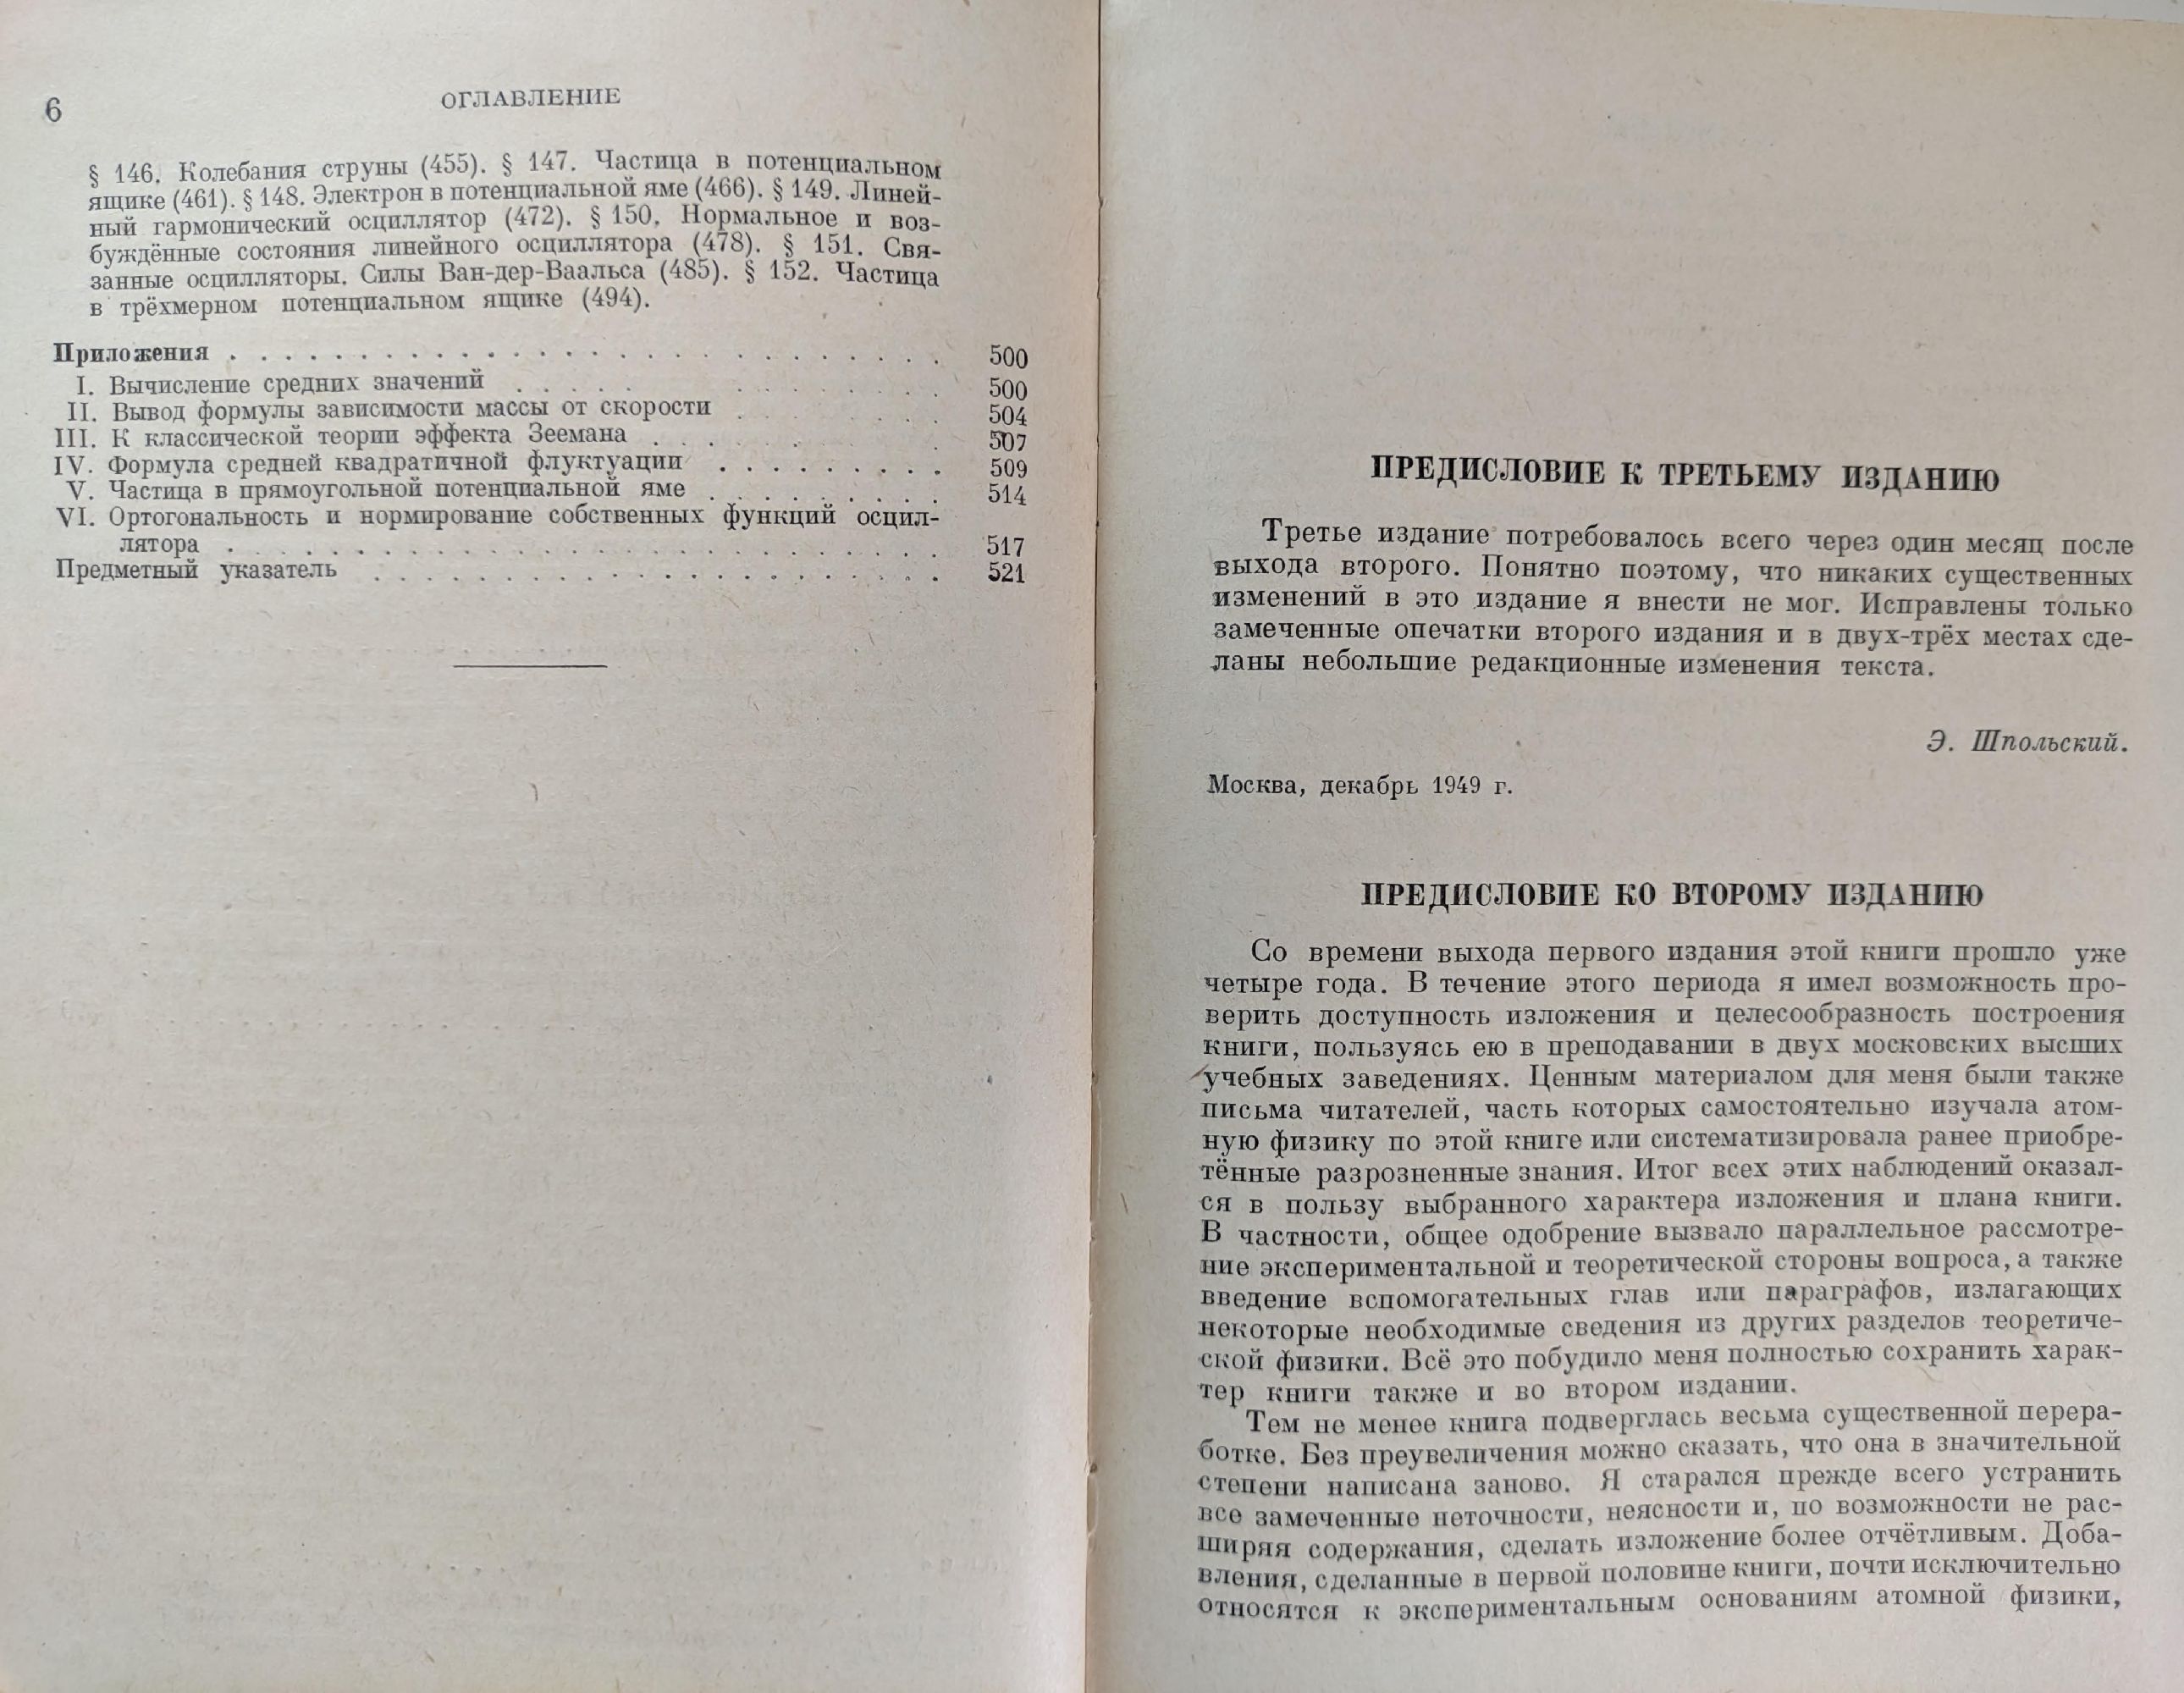 6
ОГЛАВЛЕНИЕ
§ 146. Колебания струны (455). § 147. Частица в потенциальном
ящике (461). § 148. Электрон в потенциальной яме (466). § 149. Линей-
ный гармонический осциллятор (472). § 150. Нормальное и воз-
буждённые состояния линейного осциллятора (478). § 151. Свя-
занные осцилляторы. Силы Ван-дер-Ваальса (485). § 152. Частица
в трёхмерном потенциальном ящике (494).
Приложения . . . . . . . . . . . . . . . . . . . . . . 500
I. Вычисление средних значений . . . . . . . . . . 500
II. Вывод формулы зависимости массы от скорости . . . . 504
III. К классической теории эффекта Зеемана . . . . . 507
IV. Формула средней квадратичной флуктуации . . . . . . . . . 509
V. Частица в прямоугольной потенциальной яме . . . . . . . . . 514
VI. Ортогональность и нормирование собственных функций осцил-
лятора . . . . . . . . . . . . . . . . . . . . . . . 517
Предметный указатель . . . . . . . . . . . . . . . . . . 521
ПРЕДИСЛОВИЕ К ТРЕТЬЕМУ ИЗДАНИЮ
Третье издание потребовалось всего через один месяц после
выхода второго. Понятно поэтому, что никаких существенных
изменений в это издание я внести не мог. Исправлены только
замеченные опечатки второго издания и в двух-трёх местах сде-
ланы небольшие редакционные изменения текста.
Э. Шпольский.
Москва, декабрь 1949 г.
ПРЕДИСЛОВИЕ КО ВТОРОМУ ИЗДАНИЮ
Со времени выхода первого издания этой книги прошло уже
четыре года. В течение этого периода я имел возможность про-
верить доступность изложения и целесообразность построения
книги, пользуясь ею в преподавании в двух московских высших
учебных заведениях. Ценным материалом для меня были также
письма читателей, часть которых самостоятельно изучала атом-
ную физику по этой книге или систематизировала ранее приобре-
тённые разрозненные знания. Итог всех этих наблюдений оказал-
ся в пользу выбранного характера изложения и плана книги.
В частности, общее одобрение вызвало параллельное рассмотре-
ние экспериментальной и теоретической стороны вопроса, а также
введение вспомогательных глав или параграфов, излагающих
некоторые необходимые сведения из других разделов теоретиче-
ской физики. Всё это побудило меня полностью сохранить харак-
тер книги также и во втором издании.
Тем не менее книга подверглась весьма существенной перера-
ботке. Без преувеличения можно сказать, что она в значительной
степени написана заново. Я старался прежде всего устранить
все замеченные неточности, неясности и, по возможности не рас-
ширяя содержания, сделать изложение более отчётливым. Доба-
вления, сделанные в первой половине книги, почти исключительно
относятся к экспериментальным основаниям атомной физики,